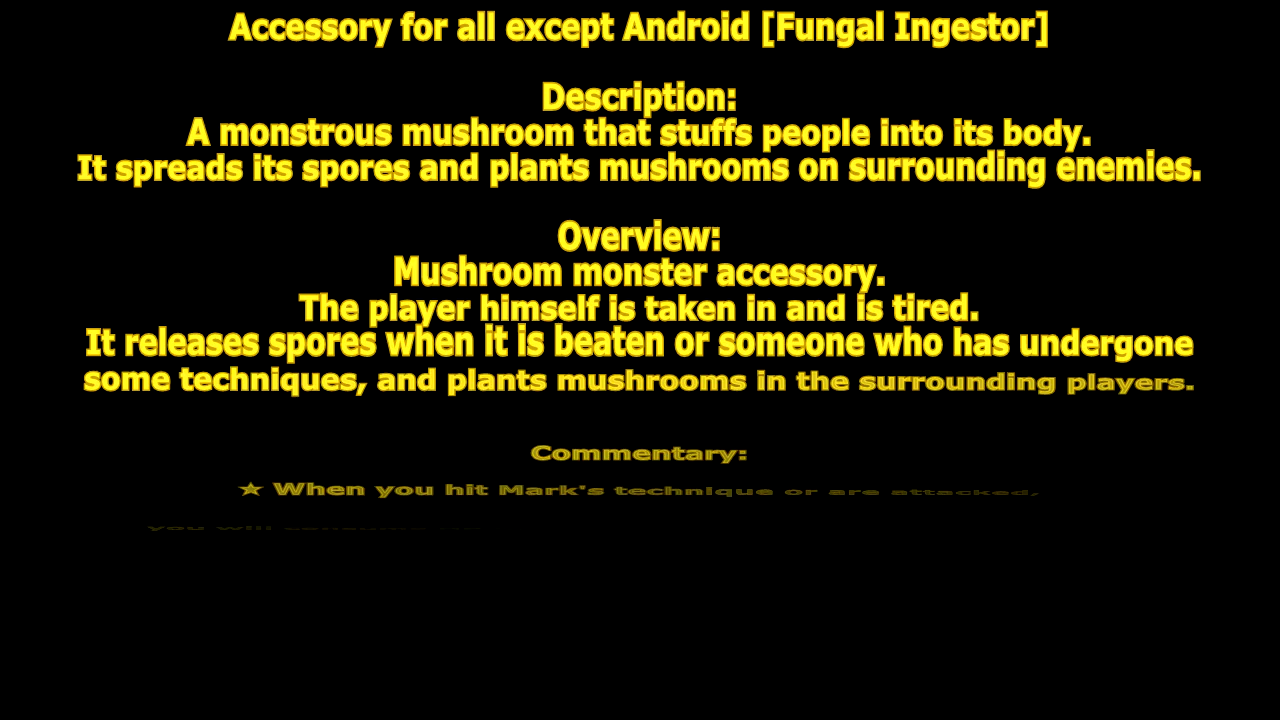 Accessory for all except Android [Fungal Ingestor]
Description:
A monstrous mushroom that stuffs people into its body.
It spreads its spores and plants mushrooms on surrounding enemies.
Overview:
Mushroom monster accessory.
The player himself is taken in and is tired.
It releases spores when it is beaten or someone who has undergone
some techniques, and plants mushrooms in the surrounding players.
Commentary:
★ When you hit Mark's technique or are attacked,
you will